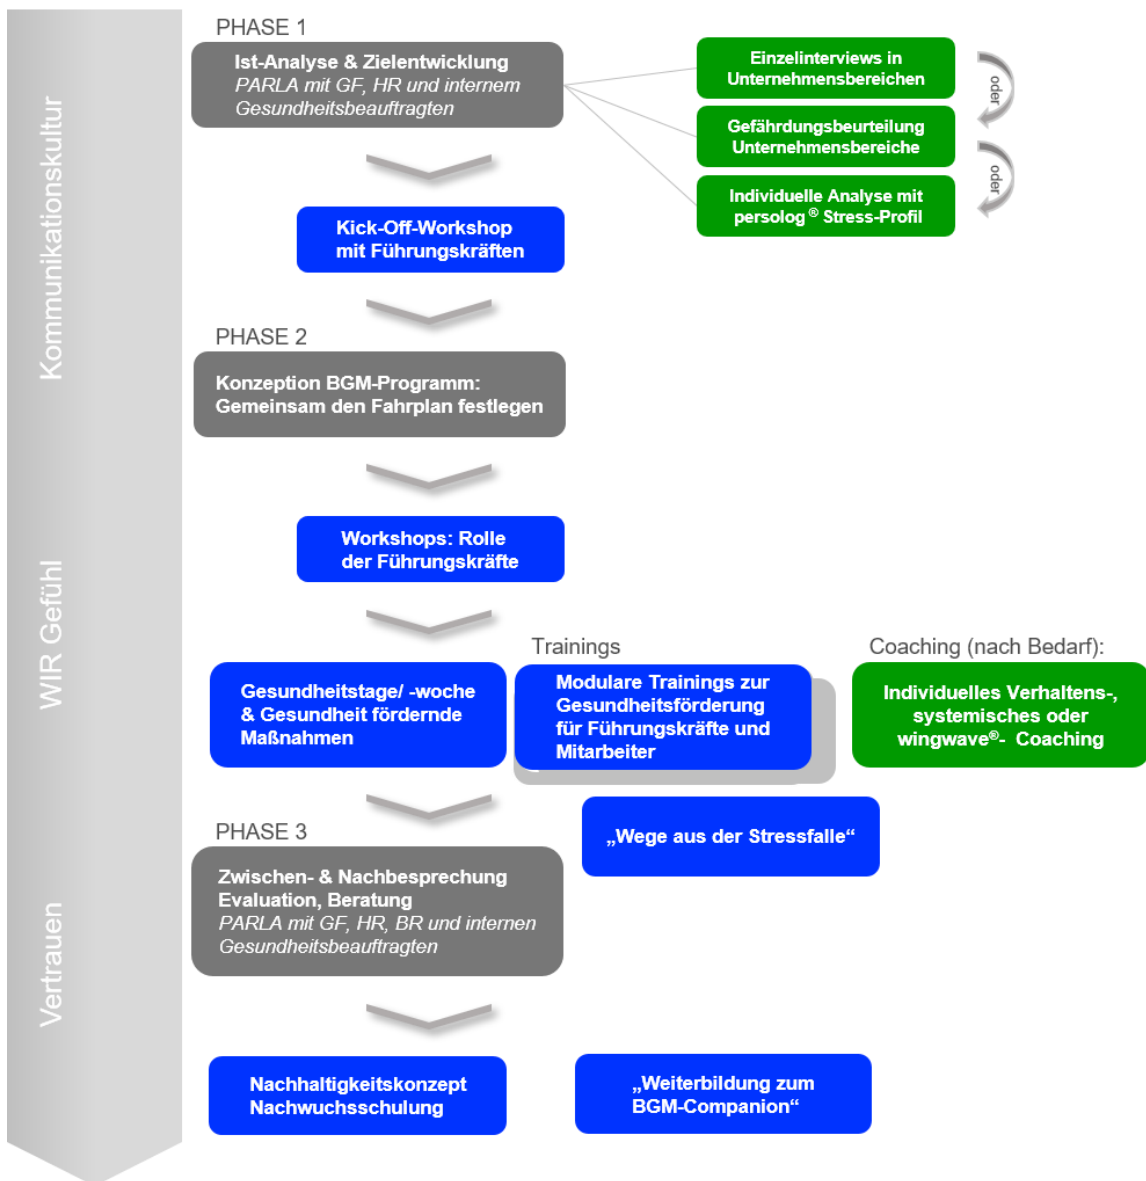 Kommunikationskultur
WIR Gefühl
Vertrauen
PHASE 1
Ist-Analyse & Zielentwicklung
PARLA mit GF, HR und internem
Gesundheitsbeauftragten
Einzelinterviews in
Unternehmensbereichen
oder
Gefährdungsbeurteilung
Unternehmensbereiche
oder
Individuelle Analyse mit
persolog® Stress-Profil
Kick-Off-Workshop
mit Führungskräften
PHASE 2
Konzeption BGM-Programm:
Gemeinsam den Fahrplan festlegen
Workshops: Rolle
der Führungskräfte
Gesundheitstage/ -woche
& Gesundheit fördernde
Maßnahmen
Trainings
Modulare Trainings zur
Gesundheitsförderung
für Führungskräfte und
Mitarbeiter
Coaching (nach Bedarf):
Individuelles Verhaltens-,
systemisches oder
wingwave®- Coaching
„Wege aus der Stressfalle“
PHASE 3
Zwischen- & Nachbesprechung
Evaluation, Beratung
PARLA mit GF, HR, BR und internen
Gesundheitsbeauftragten
Nachhaltigkeitskonzept
Nachwuchsschulung
„Weiterbildung zum
BGM-Companion“